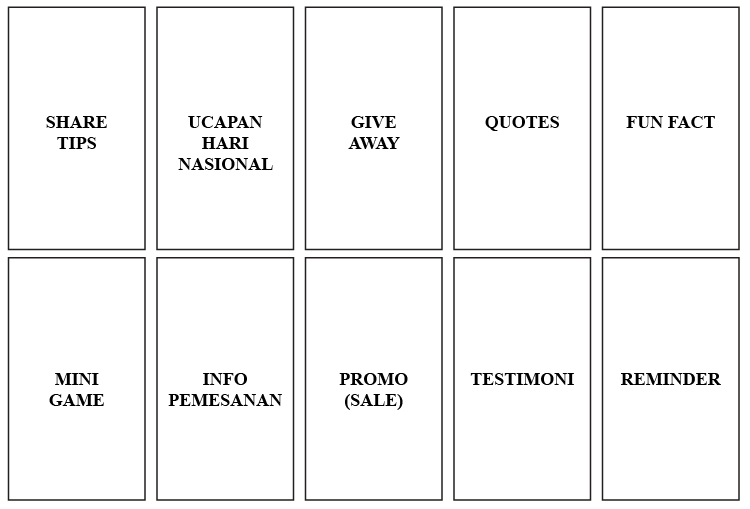 SHARE
TIPS
UCAPAN
HARI
NASIONAL
GIVE
AWAY
QUOTES
FUN FACT
MINI
GAME
INFO
PEMESANAN
PROMO
(SALE)
TESTIMONI
REMINDER